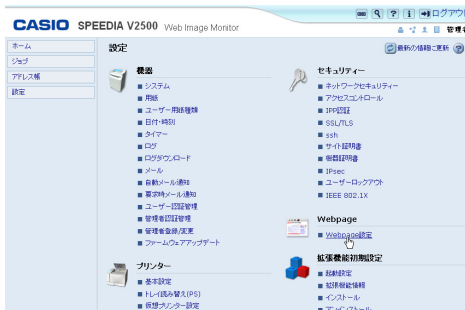 CASIO SPEEDIA V2500 Web Image Monitor
ログアウ
管理者
ホーム
ジョブ
アドレス帳
設定
設定
最新の情報に更新
機器
システム
用紙
ユーザー用紙種類
日付・時刻
タイマー
ログ
ログダウンロード
メール
自動メール通知
要求時メール通知
ユーザー認証管理
管理者認証管理
管理者登録/変更
ファームウェアアップデート
プリンター
基本設定
トレイ読み替え(PS)
仮想プリンター設定
セキュリティー
ネットワークセキュリティー
アクセスコントロール
IPP認証
SSL/TLS
ssh
サイト証明書
機器証明書
IPsec
ユーザーロックアウト
IEEE 802.1X
Webpage
Webpage設定
拡張機能初期設定
起動設定
拡張機能情報
インストール
アンインストール